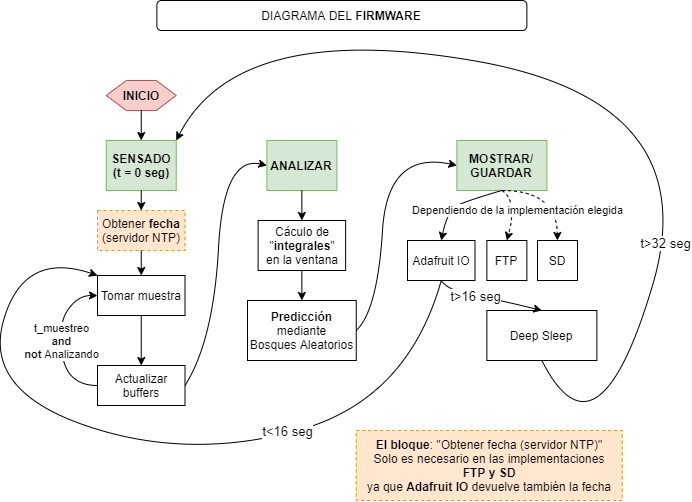 DIAGRAMA DEL FIRMWARE
INICIO
SENSADO
(t = 0 seg)
Obtener fecha
(servidor NTP)
Tomar muestra
t_muestreo
and
not Analizando
Actualizar
buffers
ANALIZAR
Cáculo de
"integrales"
en la ventana
Predicción
mediante
Bosques Aleatorios
MOSTRAR/
GUARDAR
Dependiendo de la implementación elegida
Adafruit IO
FTP
SD
t>16 seg
Deep Sleep
t>32 seg
t<16 seg
El bloque: "Obtener fecha (servidor NTP)"
Solo es necesario en las implementaciones
FTP y SD
ya que Adafruit IO devuelve también la fecha